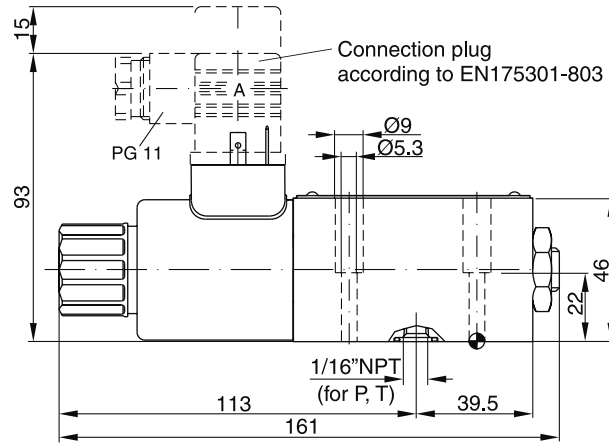 15
Connection plug
according to EN175301-803
A
PG 11
Ø9
Ø5.3
93
46
22
1/16”NPT
(for P, T)
113
39.5
161